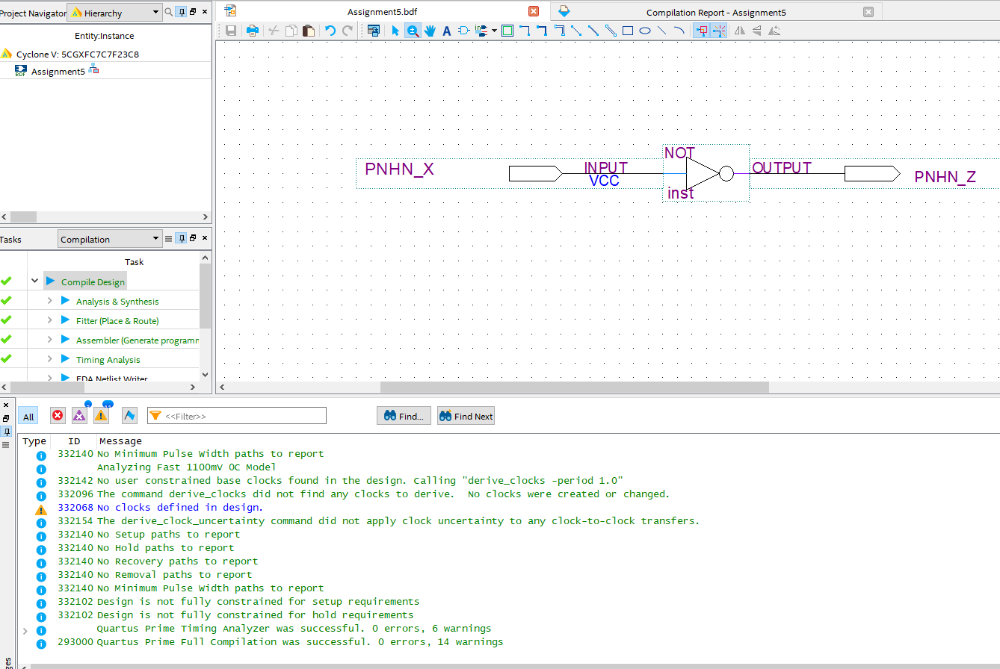 Project Navigator Hierarchy
Assignment5.bdf
Compilation Report - Assignment5
Entity:Instance
Cyclone V: 5CGXFC7C7F23C8
BDF Assignment5
PNHN_X
INPUT
VCC
NOT
inst
OUTPUT
PNHN_Z
Tasks Compilation
Task
Compile Design
Analysis & Synthesis
Fitter (Place & Route)
Assembler (Generate programm
Timing Analysis
EDA Netlist Writer
All
<<Filter>>
Find...
Find Next
Type ID Message
332140 No Minimum Pulse Width paths to report
Analyzing Fast 1100mV 0C Model
332142 No user constrained base clocks found in the design. Calling "derive_clocks -period 1.0"
332096 The command derive_clocks did not find any clocks to derive.  No clocks were created or changed.
332068 No clocks defined in design.
332154 The derive_clock_uncertainty command did not apply clock uncertainty to any clock-to-clock transfers.
332140 No Setup paths to report
332140 No Hold paths to report
332140 No Recovery paths to report
332140 No Removal paths to report
332140 No Minimum Pulse Width paths to report
332102 Design is not fully constrained for setup requirements
332102 Design is not fully constrained for hold requirements
Quartus Prime Timing Analyzer was successful. 0 errors, 6 warnings
293000 Quartus Prime Full Compilation was successful. 0 errors, 14 warnings